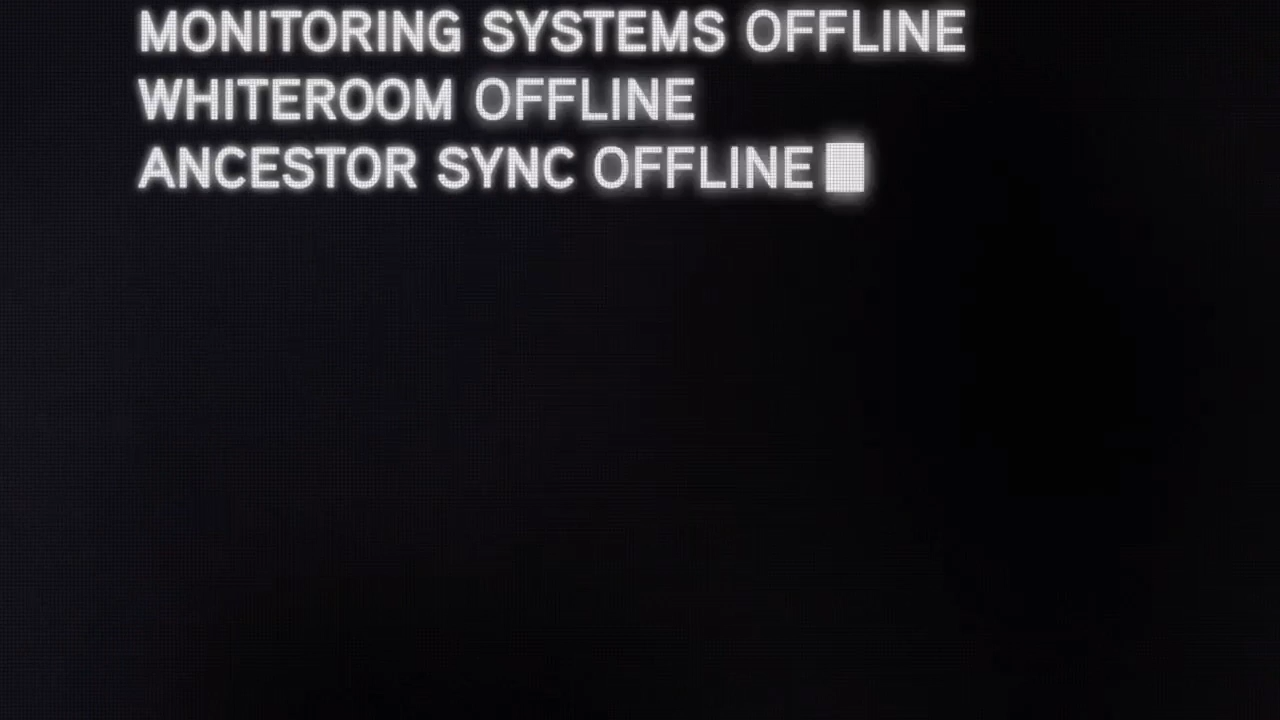 MONITORING SYSTEMS OFFLINE
WHITEROOM OFFLINE
ANCESTOR SYNC OFFLINE